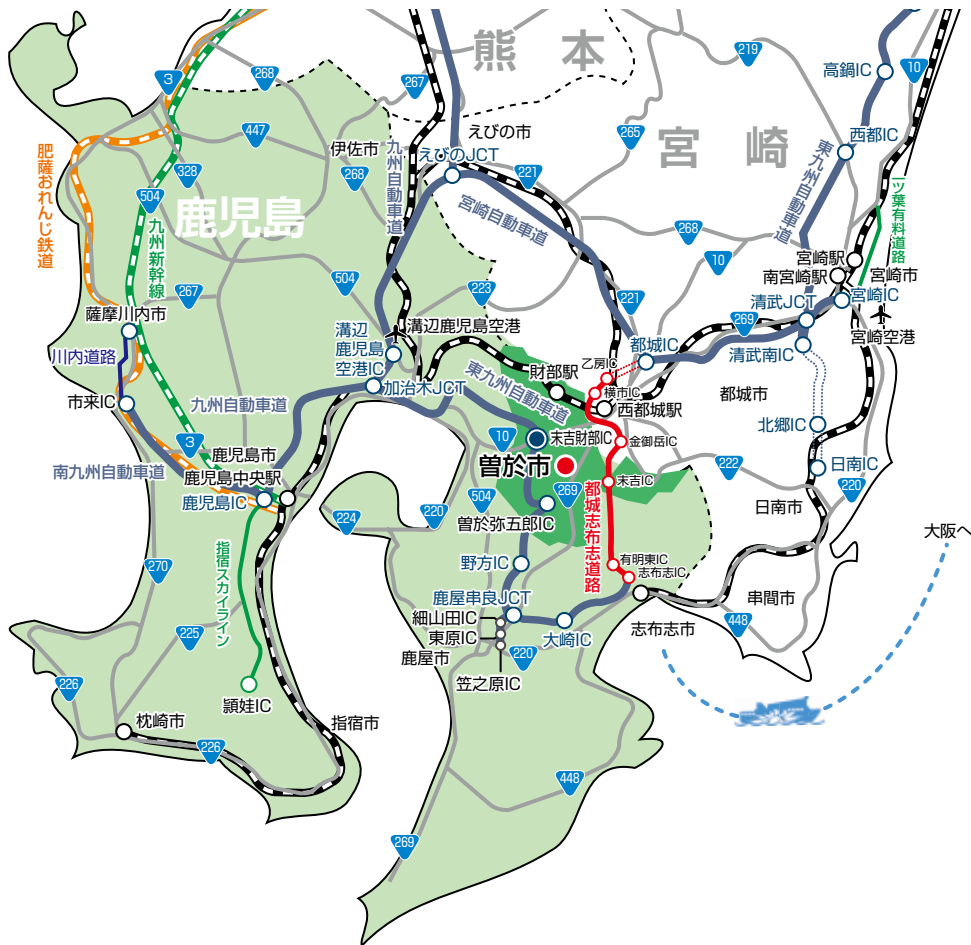 熊本
宮崎
鹿児島
3
268
267
219
10
高鍋IC
447
伊佐市
えびの市
えびのJCT
265
西都IC
東九州自動車道
肥薩おれんじ鉄道
328
504
九州新幹線
268
九州自動車道
221
宮崎自動車道
268
10
一ツ葉有料道路
宮崎駅
南宮崎駅
宮崎市
267
504
223
221
269
宮崎IC
清武JCT
宮崎空港
清武南IC
薩摩川内市
川内道路
溝辺鹿児島空港
溝辺
鹿児島
空港IC
加治木JCT
都城IC
乙房IC
横市IC
財部駅
東九州自動車道
西都城駅
都城市
市来IC
九州自動車道
3
鹿児島市
鹿児島中央駅
鹿児島IC
南九州自動車道
10
末吉財部IC
金御岳IC
北郷IC
曽於市
末吉IC
222
日南IC
220
日南市
504
269
都城志布志道路
曽於弥五郎IC
224
220
大阪へ
270
指宿スカイライン
野方IC
有明東IC
志布志IC
鹿屋串良JCT
細山田IC
東原IC
鹿屋市
笠之原IC
大崎IC
220
志布志市
串間市
448
225
226
頴娃IC
枕崎市
226
指宿市
448
269